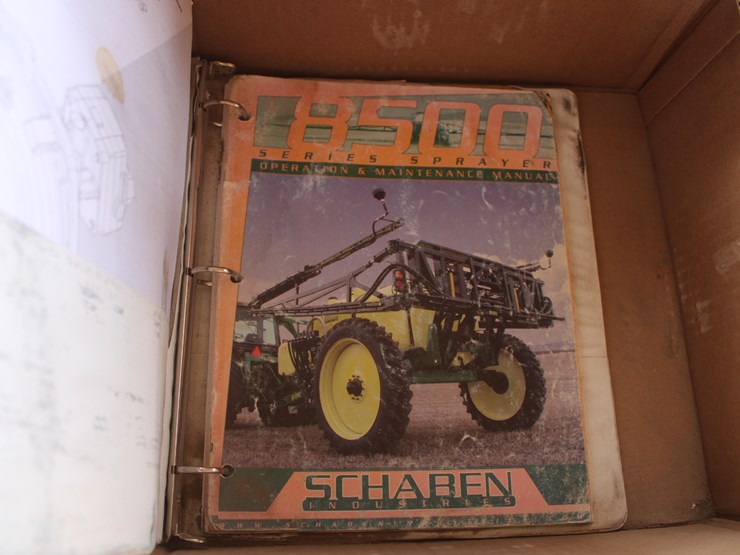 8500
SERIES SPRAYER
OPERATION & MAINTENANCE MANUAL
SCHABEN
INDUSTRIES